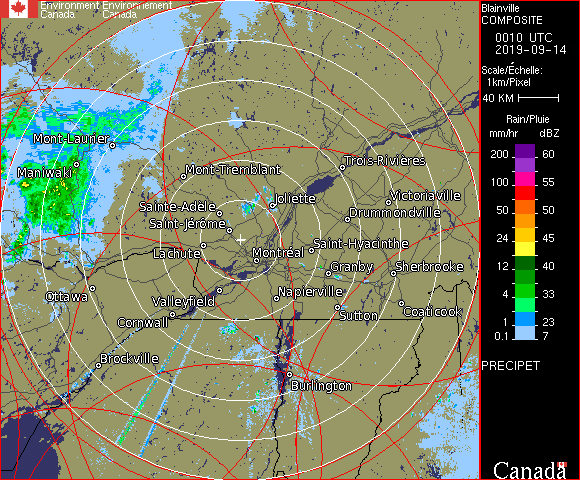 Environment Environnement
Canada Canada
Blainville
COMPOSITE
0010 UTC
2019-09-14
Scale/Échelle:
1km/Pixel
40 KM
Rain/Pluie
mm/hr dBZ
200 60
100 55
50 50
24 45
12 40
4 33
1 23
0.1 7
PRECIPET
Canada
Mont-Laurier
Maniwaki
Mont-Tremblant
Trois-Rivières
Sainte-Adèle
Joliette
Victoriaville
Saint-Jérôme
Drummondville
Lachute
Montréal
Saint-Hyacinthe
Granby
Sherbrooke
Ottawa
Valleyfield
Napierville
Cornwall
Sutton
Coaticook
Brockville
Burlington